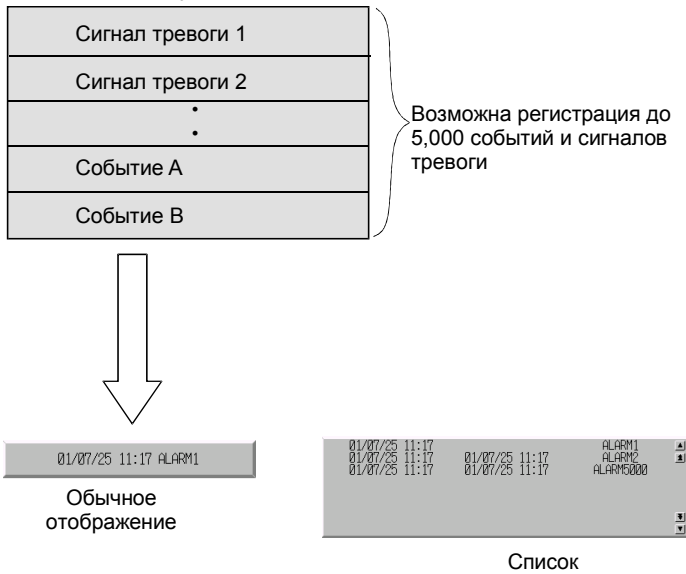 Сигнал тревоги 1
Сигнал тревоги 2
Событие A
Событие B
Возможна регистрация до
5,000 событий и сигналов
тревоги
01/07/25 11:17 ALARM1
Обычное
отображение
01/07/25 11:17 ALARM1
01/07/25 11:17 01/07/25 11:17 ALARM2
01/07/25 11:17 01/07/25 11:17 ALARM5000
Список